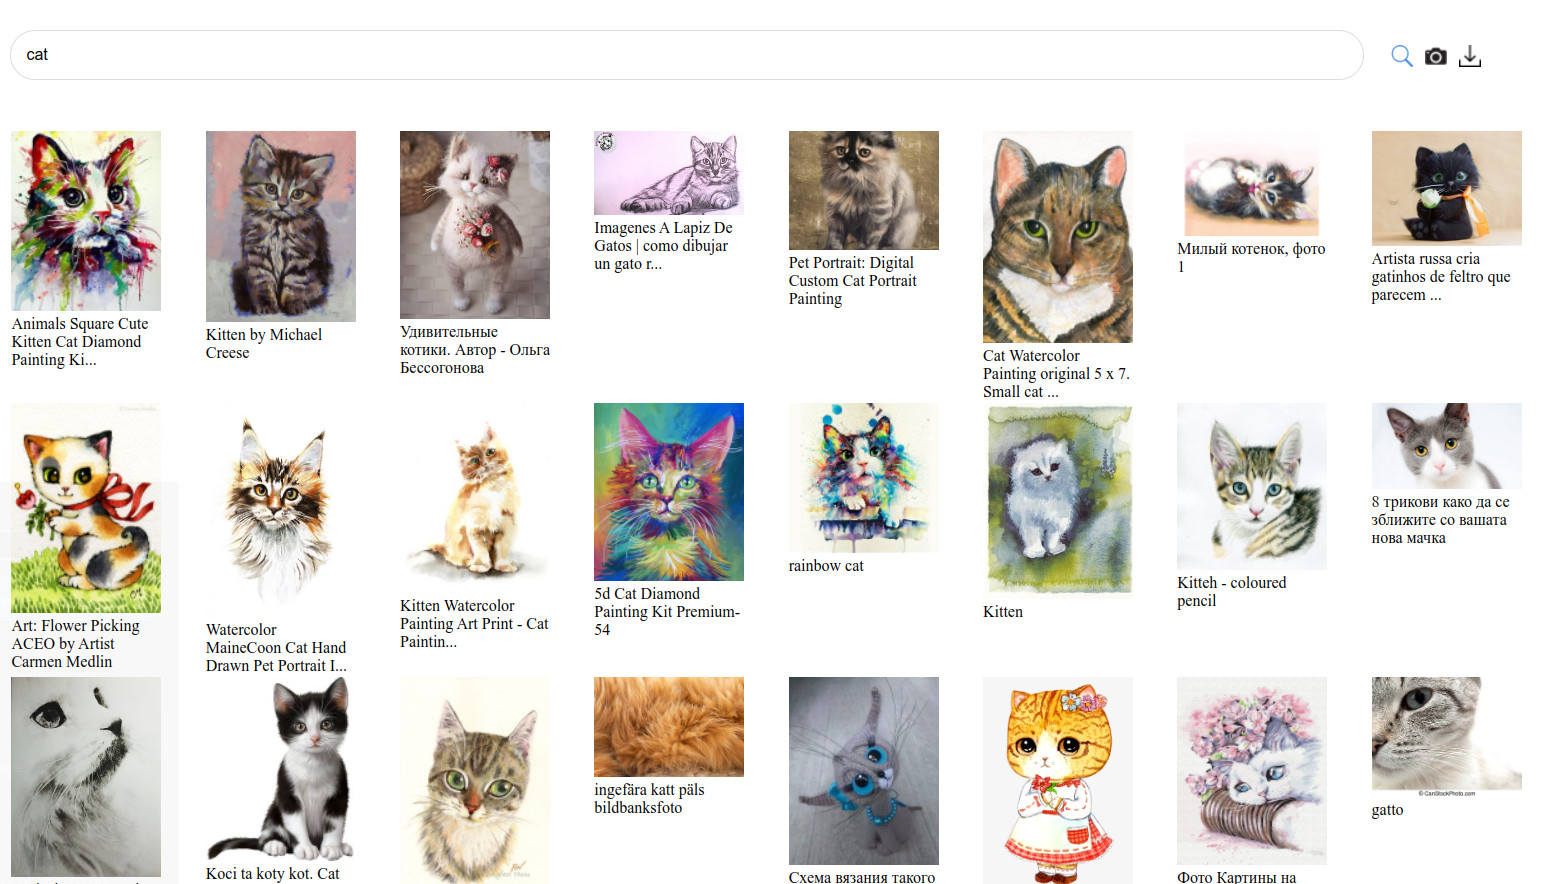 cat
Animals Square Cute
Kitten Cat Diamond
Painting Ki...
Kitten by Michael
Creese
Удивительные
котики. Автор - Ольга
Бессогонова
Imagenes A Lapiz De
Gatos | como dibujar
un gato r...
Pet Portrait: Digital
Custom Cat Portrait
Painting
Cat Watercolor
Painting original 5 x 7.
Small cat ...
Милый котенок, фото
1
Artista russa cria
gatinhos de feltro que
parecem ...
Art: Flower Picking
ACEO by Artist
Carmen Medlin
Watercolor
MaineCoon Cat Hand
Drawn Pet Portrait I...
Kitten Watercolor
Painting Art Print - Cat
Paintin...
5d Cat Diamond
Painting Kit Premium-
54
rainbow cat
Kitten
Kitteh - coloured
pencil
8 трикови како да се
зближите со вашата
нова мачка
Koci ta koty kot. Cat
ingefära katt päls
bildbanksfoto
Схема вязания такого
Фото Картины на
© CanStockPhoto.com
gatto